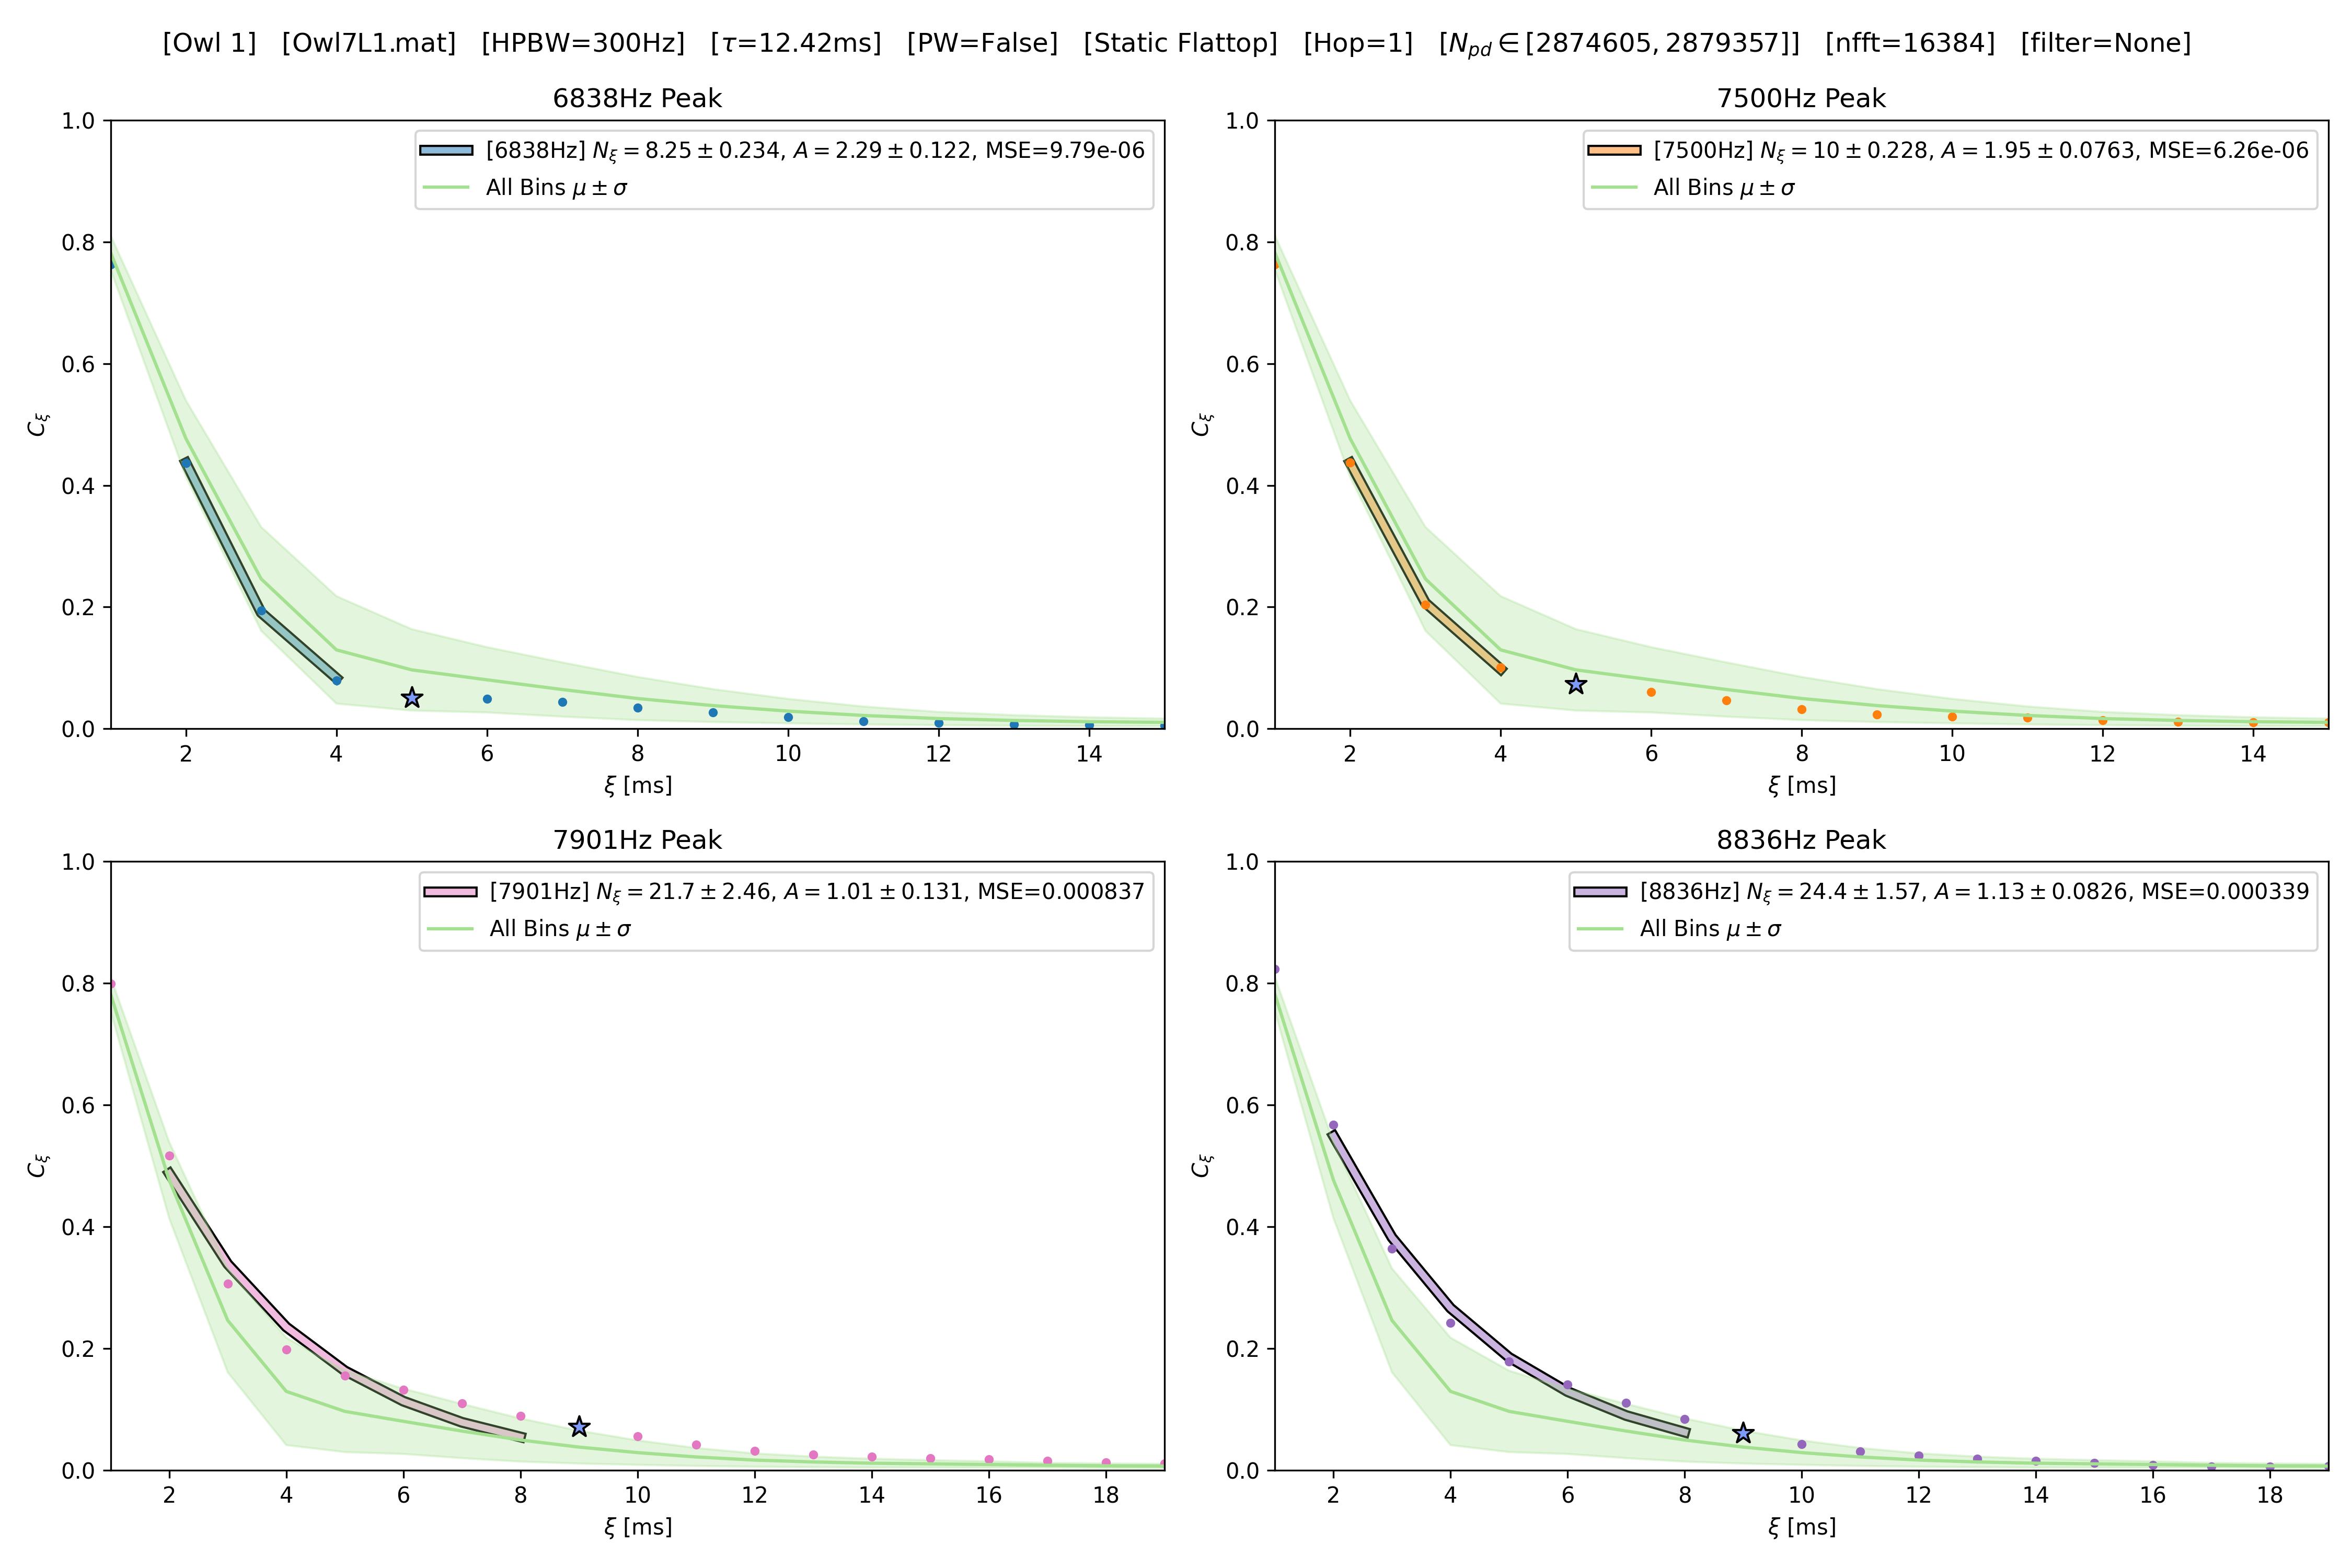 [Owl 1] [Owl7L1.mat] [HPBW=300Hz] [τ=12.42ms] [PW=False] [Static Flattop] [Hop=1] [N_pd ∈ [2874605, 2879357]] [nfft=16384] [filter=None]
6838Hz Peak
[6838Hz] N_ξ = 8.25 ± 0.234, A = 2.29 ± 0.122, MSE=9.79e-06
All Bins μ ± σ
1.0
0.8
0.6
0.4
0.2
0.0
C_ξ
2 4 6 8 10 12 14
ξ [ms]
7500Hz Peak
[7500Hz] N_ξ = 10 ± 0.228, A = 1.95 ± 0.0763, MSE=6.26e-06
All Bins μ ± σ
1.0
0.8
0.6
0.4
0.2
0.0
C_ξ
2 4 6 8 10 12 14
ξ [ms]
7901Hz Peak
[7901Hz] N_ξ = 21.7 ± 2.46, A = 1.01 ± 0.131, MSE=0.000837
All Bins μ ± σ
1.0
0.8
0.6
0.4
0.2
0.0
C_ξ
2 4 6 8 10 12 14 16 18
ξ [ms]
8836Hz Peak
[8836Hz] N_ξ = 24.4 ± 1.57, A = 1.13 ± 0.0826, MSE=0.000339
All Bins μ ± σ
1.0
0.8
0.6
0.4
0.2
0.0
C_ξ
2 4 6 8 10 12 14 16 18
ξ [ms]